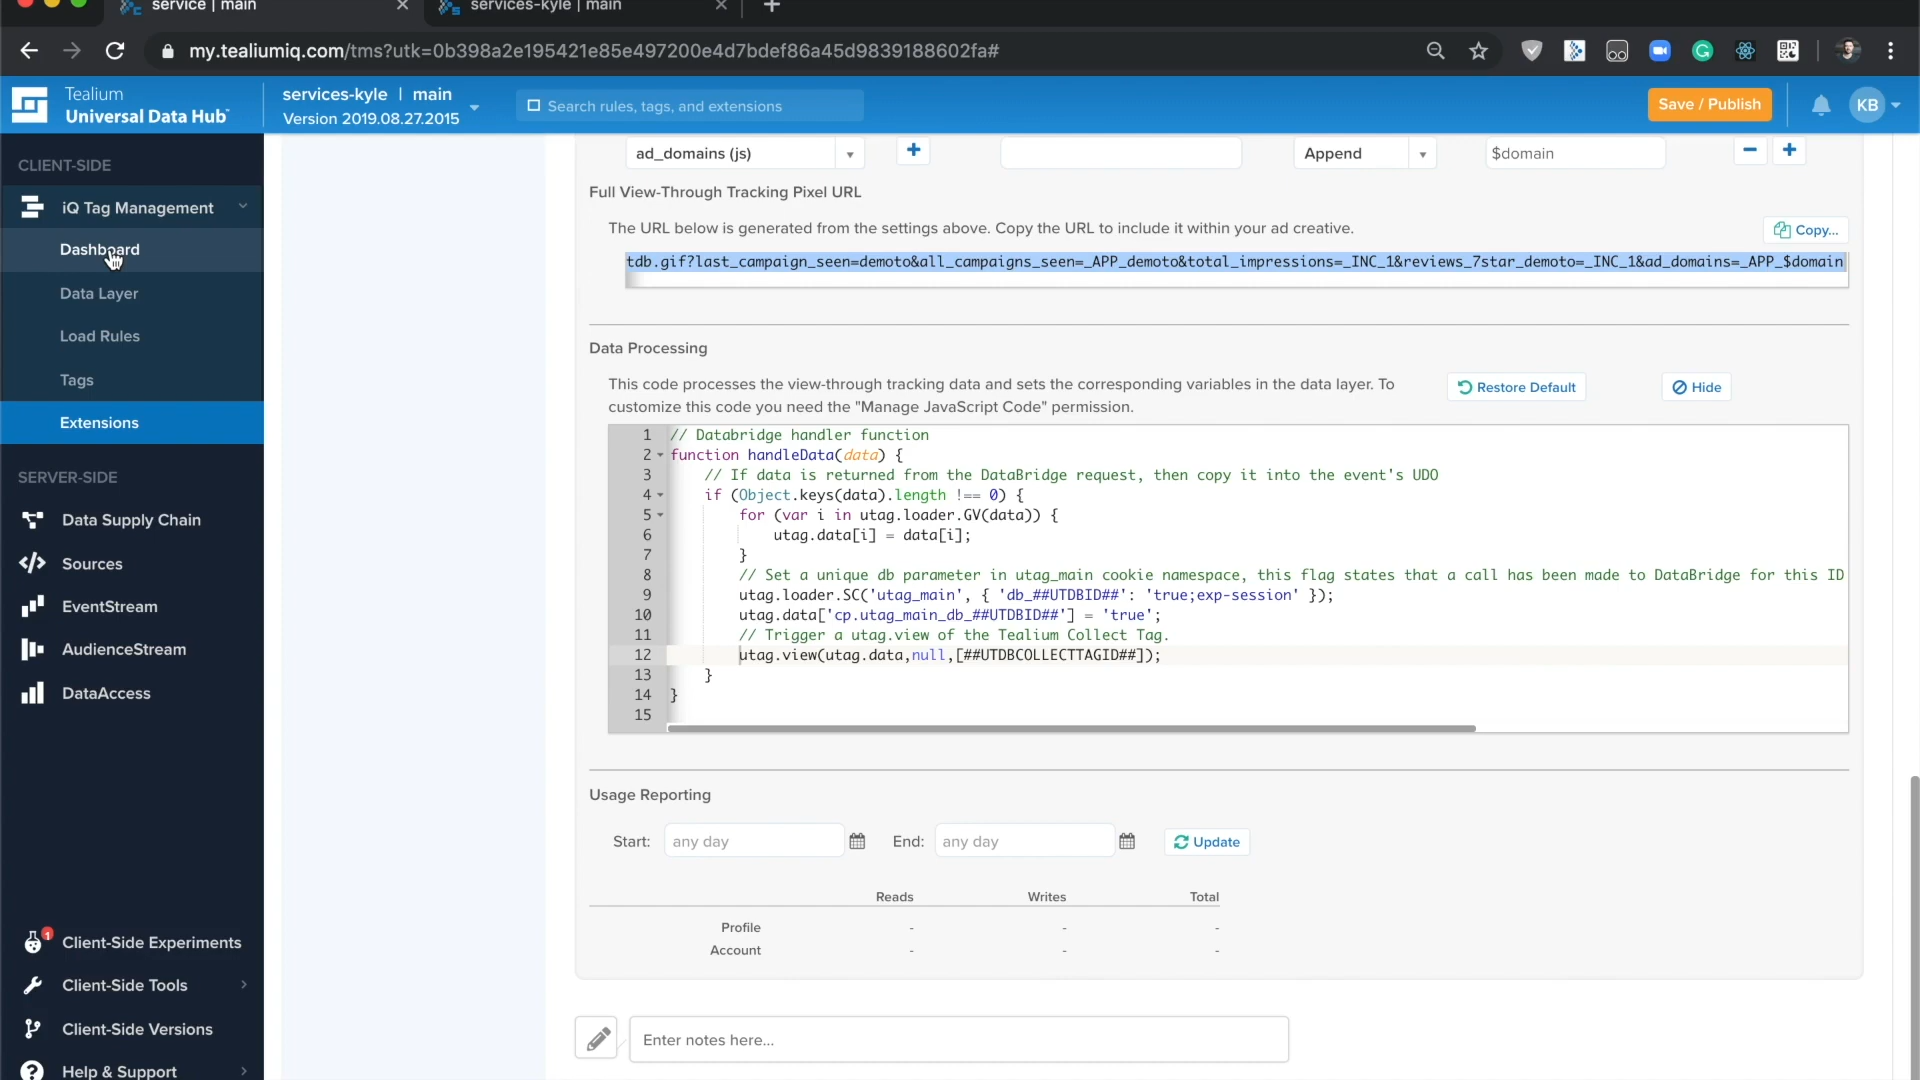 service | main
services-kyle | main
my.tealiumiq.com/tms?utk=0b398a2e195421e85e497200e4d7bdef86a45d9839188602fa#
Tealium
Universal Data Hub™
services-kyle | main
Version 2019.08.27.2015
Search rules, tags, and extensions
Save / Publish
KB
CLIENT-SIDE
iQ Tag Management
Dashboard
Data Layer
Load Rules
Tags
Extensions
SERVER-SIDE
Data Supply Chain
Sources
EventStream
AudienceStream
DataAccess
1
Client-Side Experiments
Client-Side Tools
Client-Side Versions
Help & Support
ad_domains (js)
Append
$domain
Full View-Through Tracking Pixel URL
The URL below is generated from the settings above. Copy the URL to include it within your ad creative.
Copy...
tdb.gif?last_campaign_seen=demoto&all_campaigns_seen=_APP_demoto&total_impressions=_INC_1&reviews_7star_demoto=_INC_1&ad_domains=_APP_$domain
Data Processing
This code processes the view-through tracking data and sets the corresponding variables in the data layer. To
customize this code you need the "Manage JavaScript Code" permission.
Restore Default
Hide
1 // Databridge handler function
2 function handleData(data) {
3 // If data is returned from the DataBridge request, then copy it into the event's UDO
4 if (Object.keys(data).length !== 0) {
5 for (var i in utag.loader.GV(data)) {
6 utag.data[i] = data[i];
7 }
8 // Set a unique db parameter in utag_main cookie namespace, this flag states that a call has been made to DataBridge for this ID
9 utag.loader.SC('utag_main', { 'db_##UTDBID##': 'true;exp-session' });
10 utag.data['cp.utag_main_db_##UTDBID##'] = 'true';
11 // Trigger a utag.view of the Tealium Collect Tag.
12 utag.view(utag.data,null,[##UTDBCOLLECTTAGID##]);
13 }
14 }
15
Usage Reporting
Start: any day
End: any day
Update
Reads Writes Total
Profile - - -
Account - - -
Enter notes here...